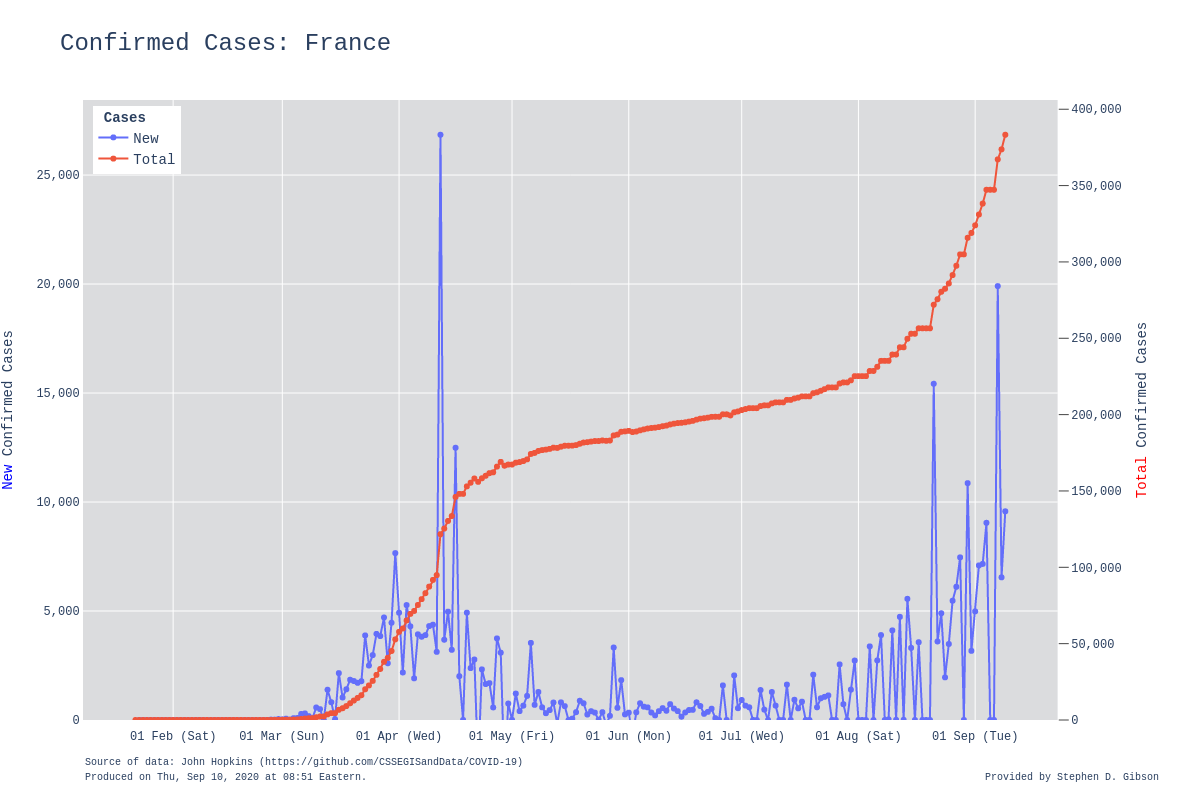 Confirmed Cases: France
Cases
New
Total
25,000
20,000
15,000
10,000
5,000
0
New Confirmed Cases
400,000
350,000
300,000
250,000
200,000
150,000
100,000
50,000
0
Total Confirmed Cases
01 Feb (Sat)
01 Mar (Sun)
01 Apr (Wed)
01 May (Fri)
01 Jun (Mon)
01 Jul (Wed)
01 Aug (Sat)
01 Sep (Tue)
Source of data: John Hopkins (https://github.com/CSSEGISandData/COVID-19)
Produced on Thu, Sep 10, 2020 at 08:51 Eastern.
Provided by Stephen D. Gibson